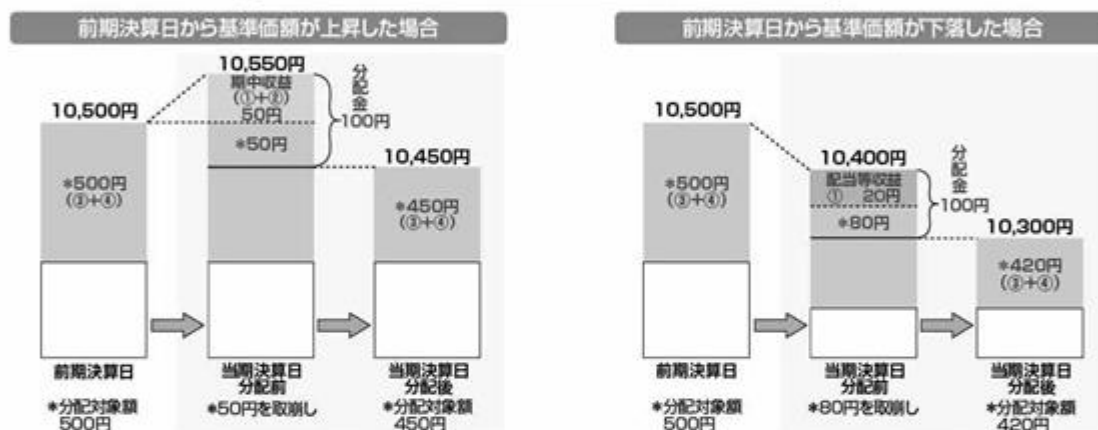 前期決算日から基準価額が上昇した場合
10,550円
期中収益
(①+②)
50円
*50円
分配金
100円
10,500円
*500円
(③+④)
10,450円
*450円
(③+④)
前期決算日
当期決算日
分配前
当期決算日
分配後
*分配対象額
500円
*50円を取崩し
*分配対象額
450円
前期決算日から基準価額が下落した場合
10,500円
*500円
(③+④)
10,400円
配当等収益
① 20円
*80円
分配金
100円
10,300円
*420円
(③+④)
前期決算日
当期決算日
分配前
当期決算日
分配後
*分配対象額
500円
*80円を取崩し
*分配対象額
420円